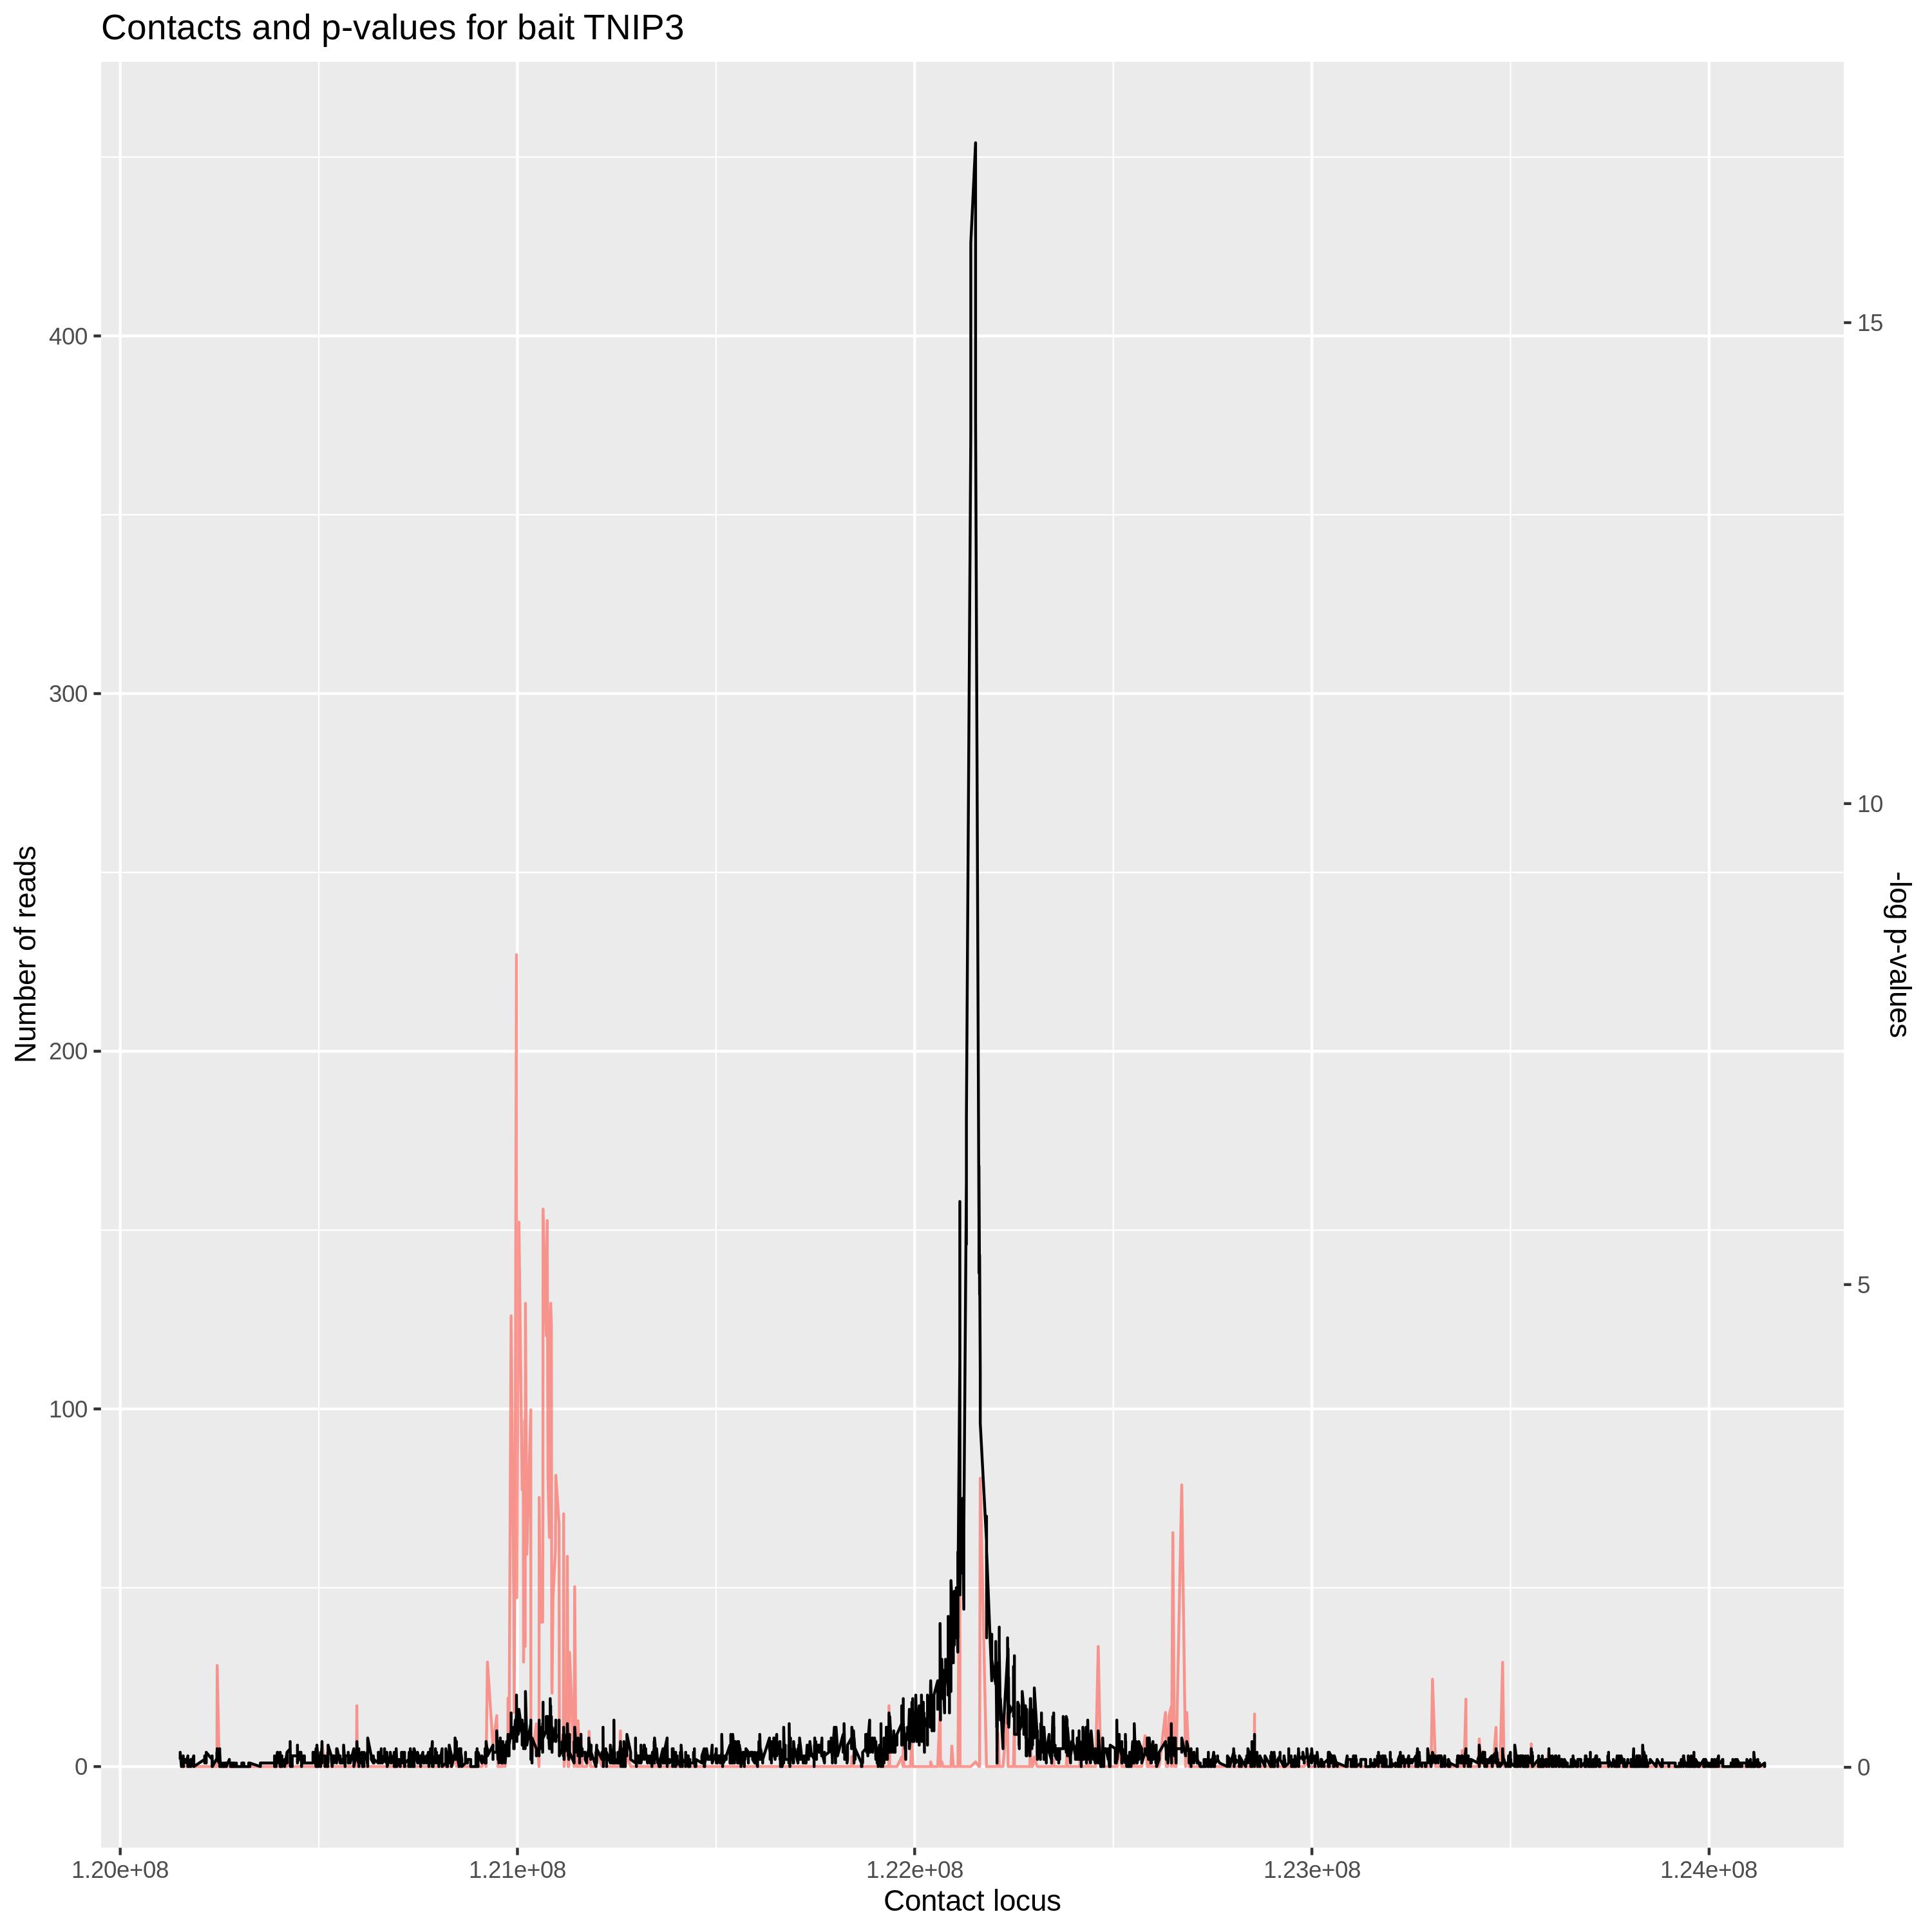 Contacts and p-values for bait TNIP3
Number of reads
400
300
200
100
0
15
10
5
0
-log p-values
1.20e+08
1.21e+08
1.22e+08
1.23e+08
1.24e+08
Contact locus